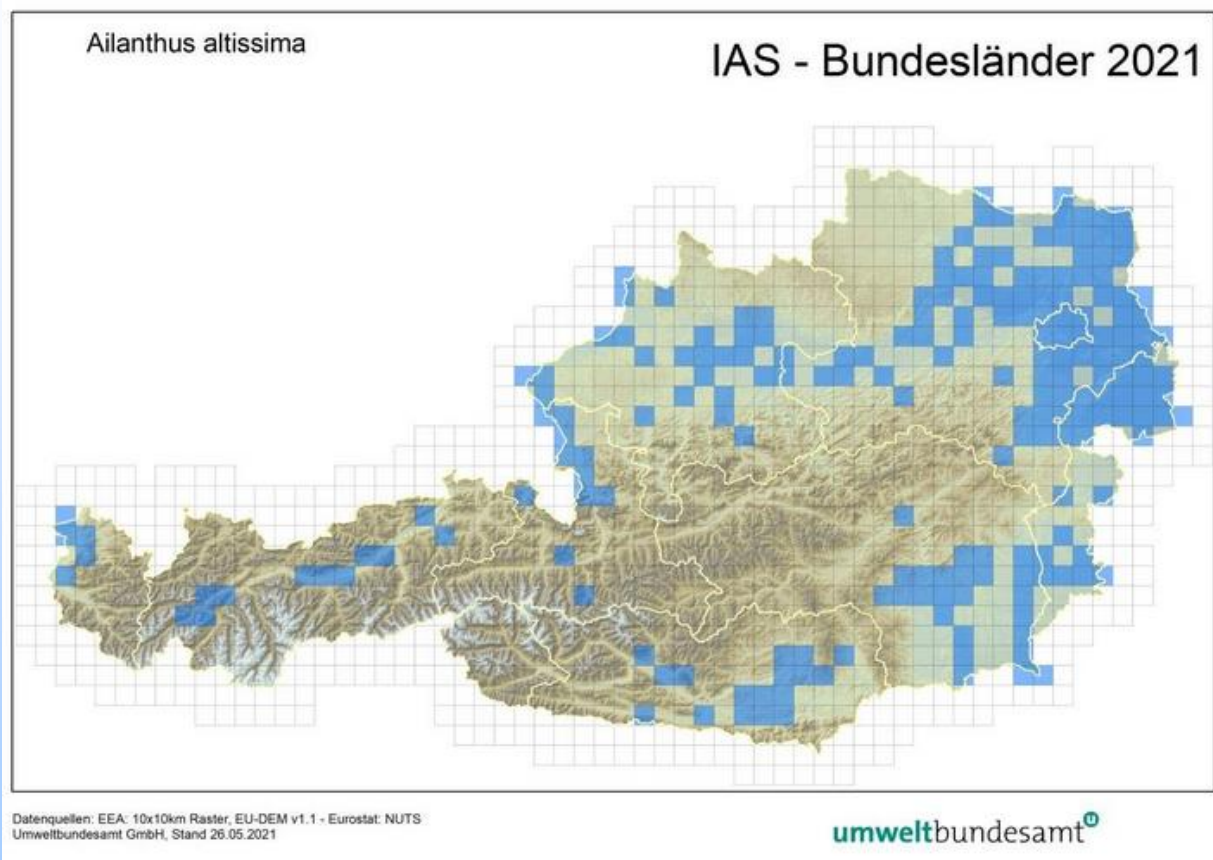 Ailanthus altissima
IAS - Bundesländer 2021
Datenquellen: EEA: 10x10km Raster, EU-DEM v1.1 - Eurostat: NUTS
Umweltbundesamt GmbH, Stand 26.05.2021
umweltbundesamt u